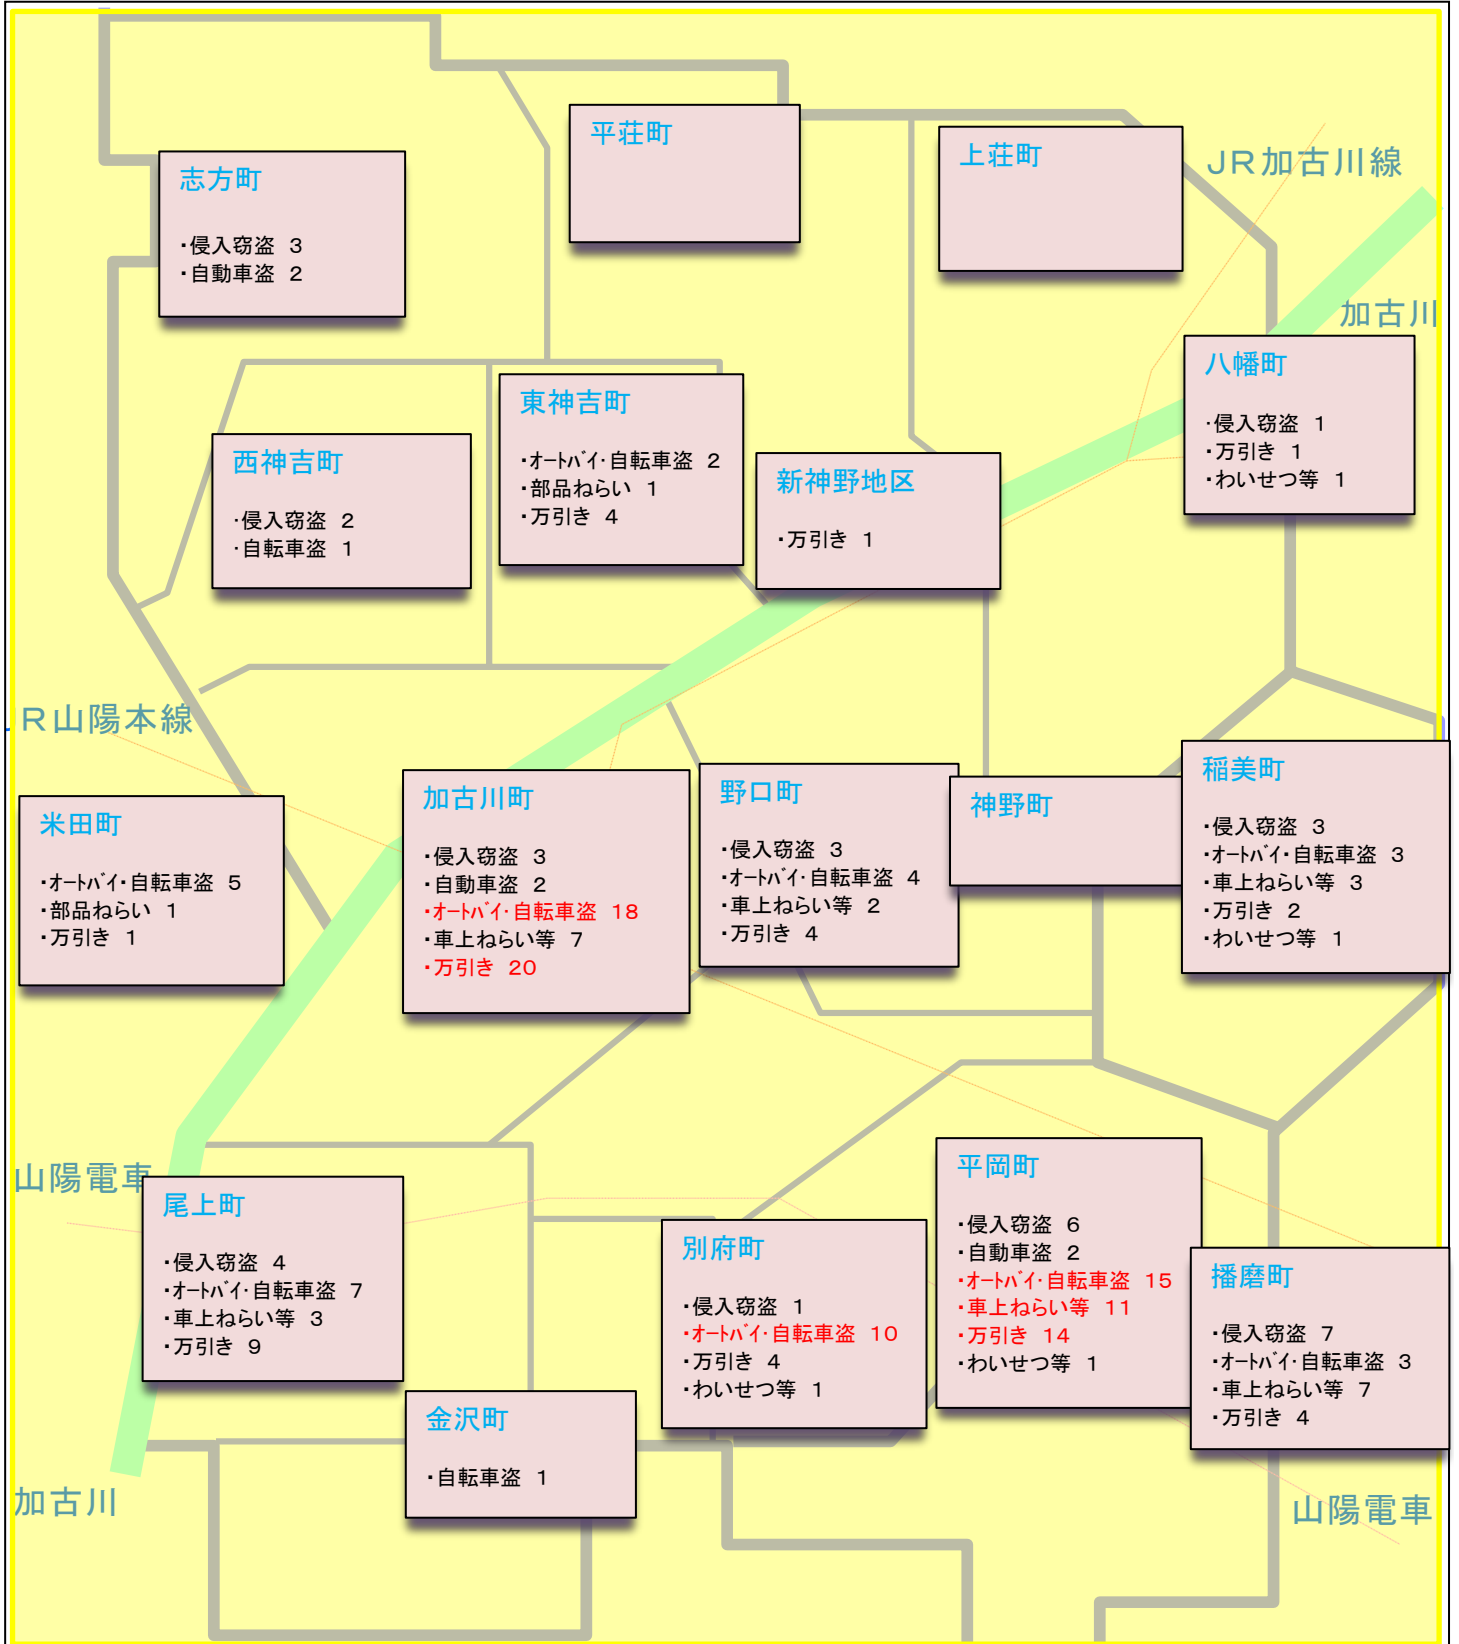 平荘町
上荘町
志方町
・侵入窃盗 3
・自動車盗 2
JR加古川線
加古川
八幡町
・侵入窃盗 1
・万引き 1
・わいせつ等 1
東神吉町
・オートバイ・自転車盗 2
・部品ねらい 1
・万引き 4
西神吉町
・侵入窃盗 2
・自転車盗 1
新神野地区
・万引き 1
JR山陽本線
米田町
・オートバイ・自転車盗 5
・部品ねらい 1
・万引き 1
加古川町
・侵入窃盗 3
・自動車盗 2
・オートバイ・自転車盗 18
・車上ねらい等 7
・万引き 20
野口町
・侵入窃盗 3
・オートバイ・自転車盗 4
・車上ねらい等 2
・万引き 4
神野町
稲美町
・侵入窃盗 3
・オートバイ・自転車盗 3
・車上ねらい等 3
・万引き 2
・わいせつ等 1
山陽電車
尾上町
・侵入窃盗 4
・オートバイ・自転車盗 7
・車上ねらい等 3
・万引き 9
別府町
・侵入窃盗 1
・オートバイ・自転車盗 10
・万引き 4
・わいせつ等 1
平岡町
・侵入窃盗 6
・自動車盗 2
・オートバイ・自転車盗 15
・車上ねらい等 11
・万引き 14
・わいせつ等 1
播磨町
・侵入窃盗 7
・オートバイ・自転車盗 3
・車上ねらい等 7
・万引き 4
金沢町
・自転車盗 1
加古川
山陽電車